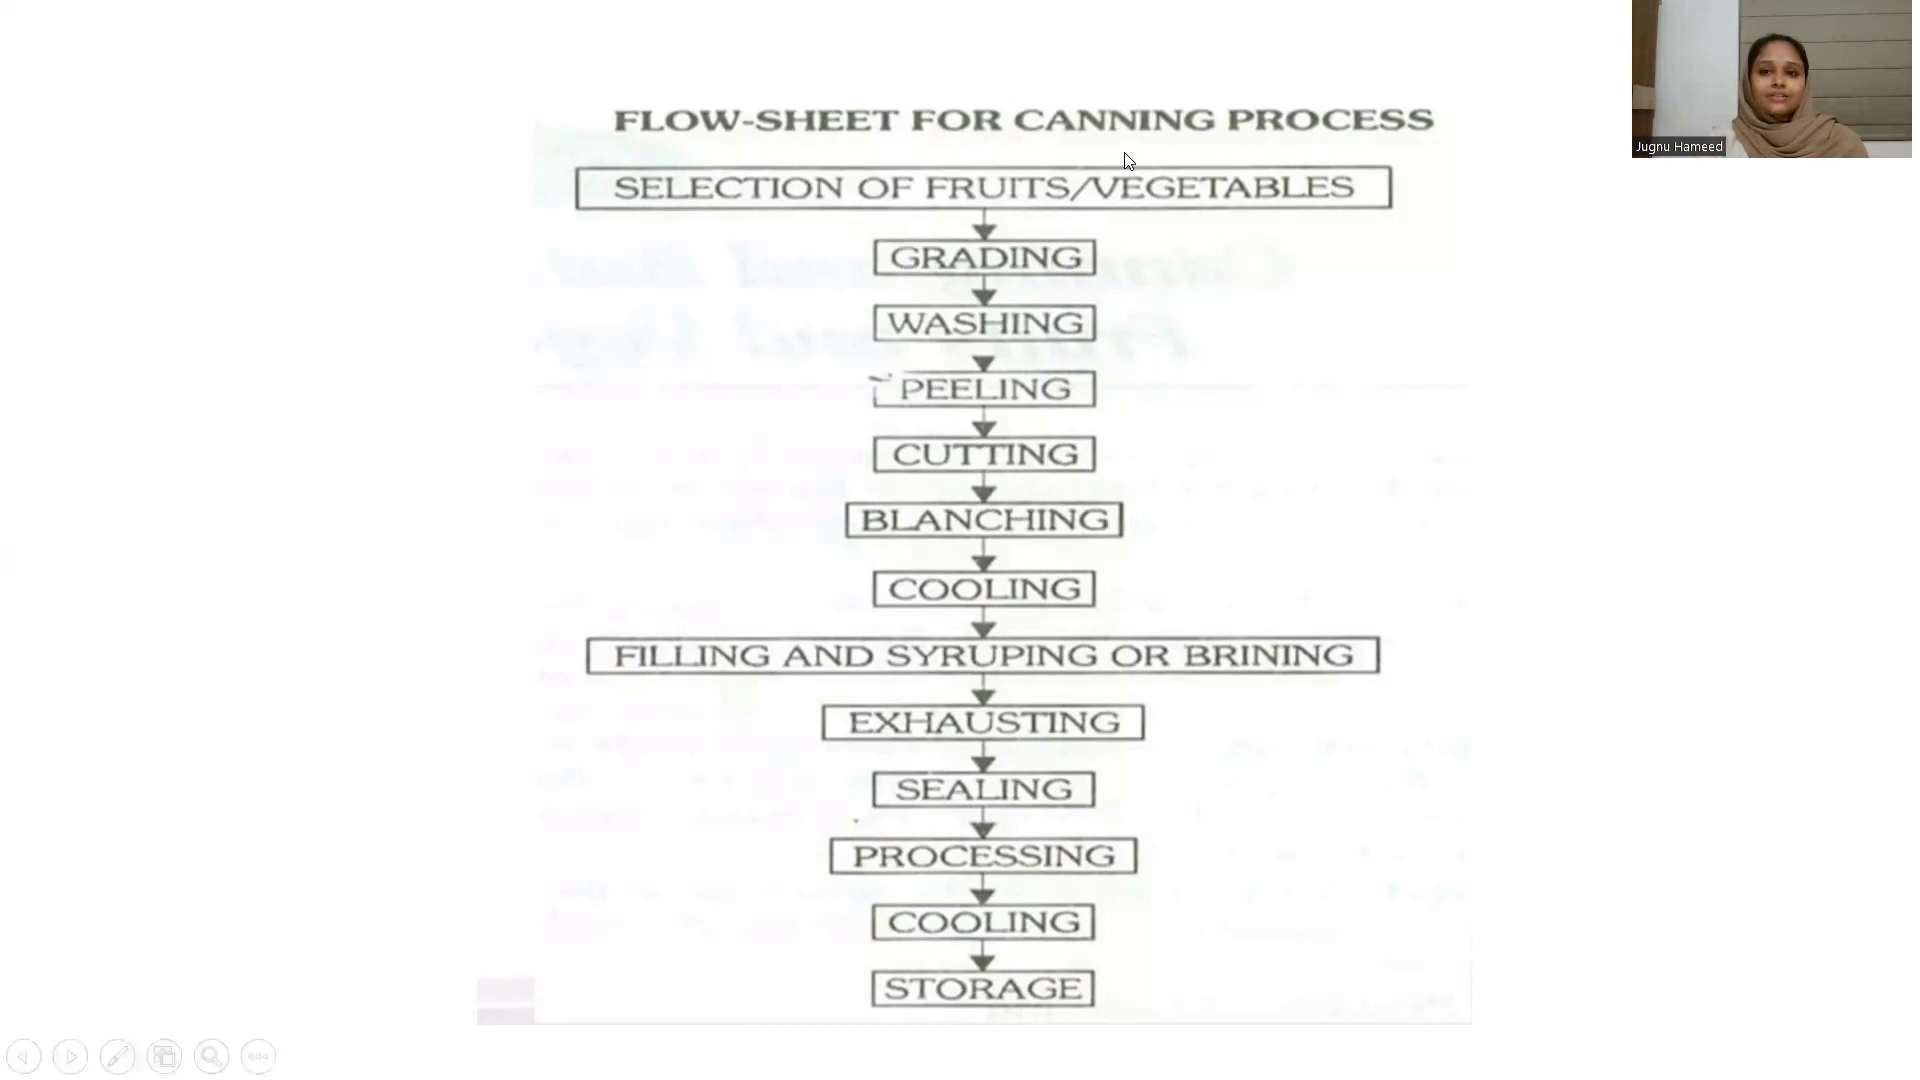 FLOW-SHEET FOR CANNING PROCESS
SELECTION OF FRUITS/VEGETABLES
GRADING
WASHING
PEELING
CUTTING
BLANCHING
COOLING
FILLING AND SYRUPING OR BRINING
EXHAUSTING
SEALING
PROCESSING
COOLING
STORAGE
Jugnu Hameed